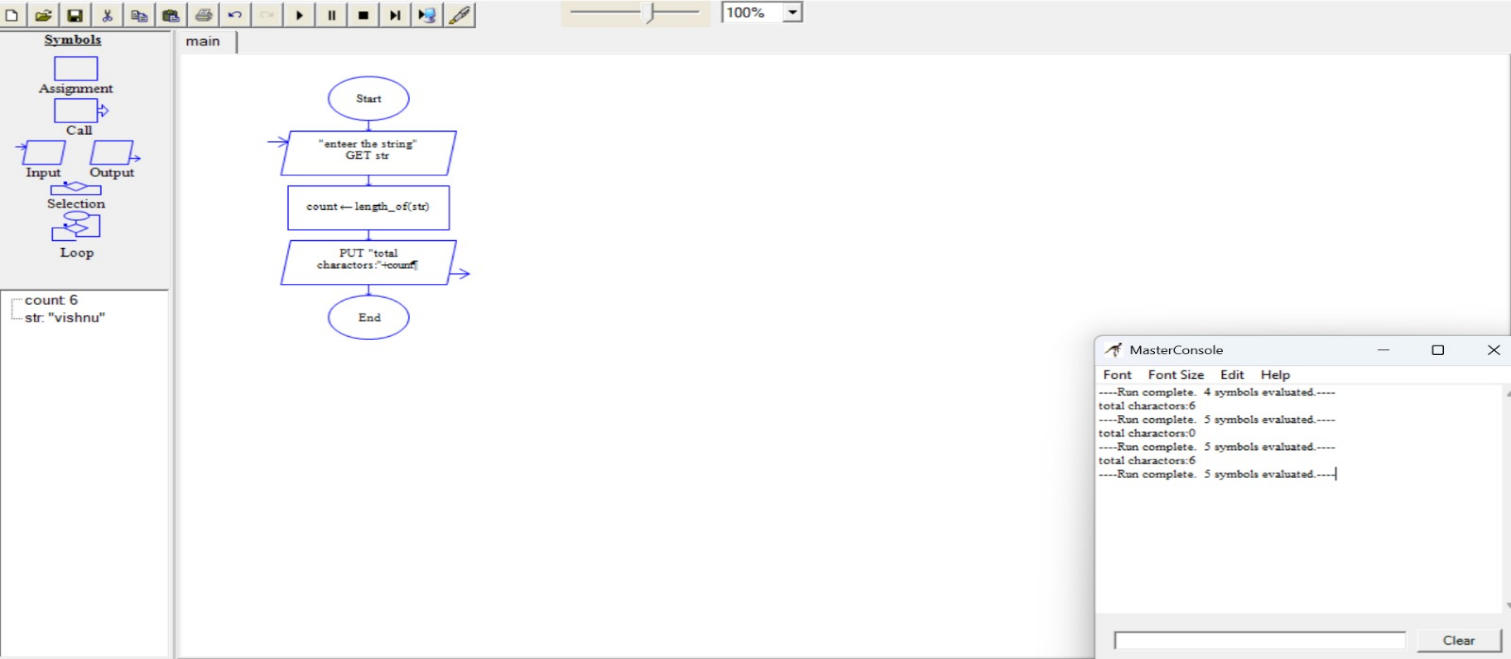 100%
Symbols
Assignment
Call
Input Output
Selection
Loop
main
Start
"enteer the string"
GET str
count ← length_of(str)
PUT "total
charactors:"+count¶
End
count: 6
str: "vishnu"
MasterConsole
Font Font Size Edit Help
----Run complete. 4 symbols evaluated.----
total charactors:6
----Run complete. 5 symbols evaluated.----
total charactors:0
----Run complete. 5 symbols evaluated.----
total charactors:6
----Run complete. 5 symbols evaluated.----
Clear